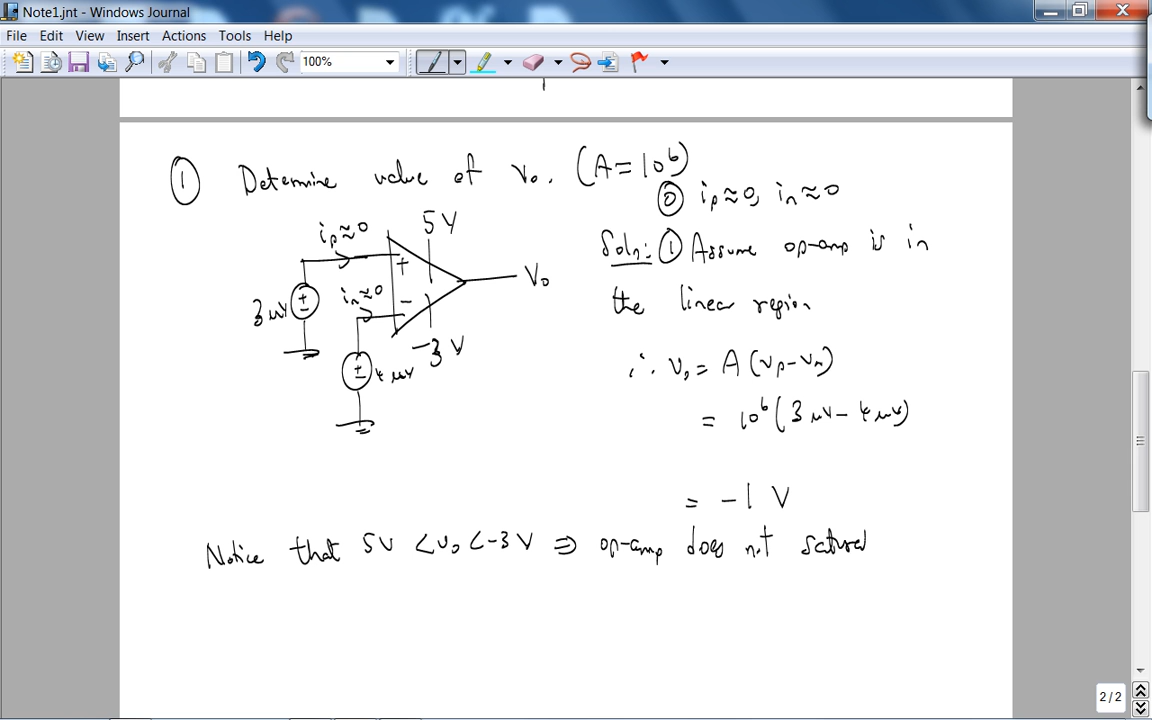 Note1.jnt - Windows Journal
File Edit View Insert Actions Tools Help
100%
① Determine value of Vo. (A=10⁶)
⓪ ip≈0, in≈0
ip≈0
5V
Soln: ① Assume op-amp is in
+
Vo
in≈0
3 μV
-
the linear region
-3 V
4 μV
∴ Vo = A(Vp-Vn)
= 10⁶(3 μV - 4 μV)
= -1 V
Notice that 5V < Vo < -3V ⇒ op-amp does not saturate
2/2